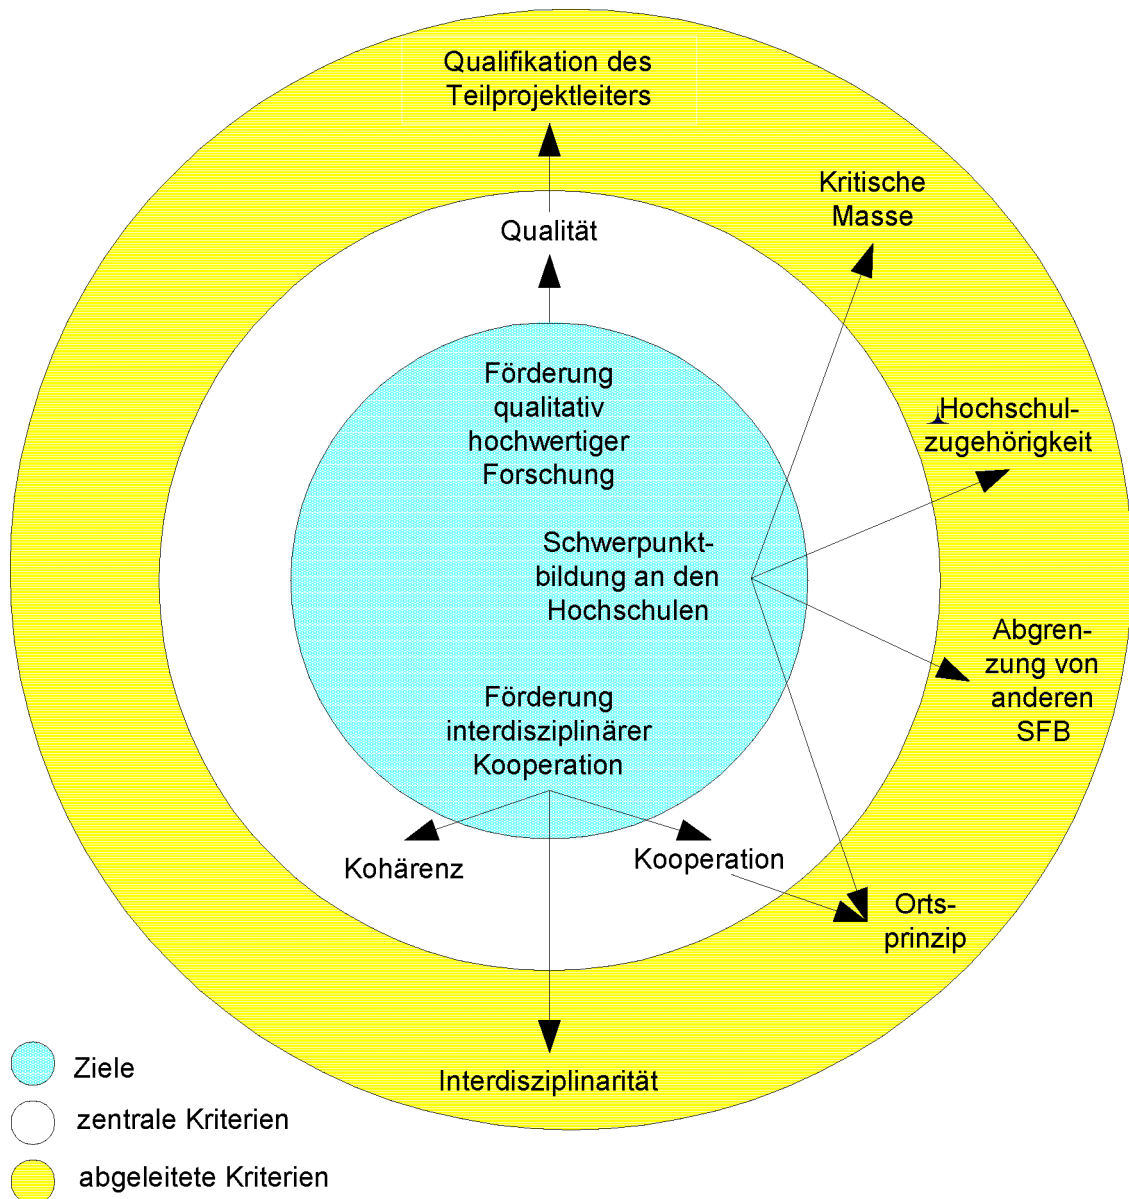 Qualifikation des
Teilprojektleiters
Kritische
Masse
Qualität
Förderung
qualitativ
hochwertiger
Forschung
Hochschul-
zugehörigkeit
Schwerpunkt-
bildung an den
Hochschulen
Abgren-
zung von
anderen
SFB
Förderung
interdisziplinärer
Kooperation
Kohärenz
Kooperation
Orts-
prinzip
Interdisziplinarität
Ziele
zentrale Kriterien
abgeleitete Kriterien